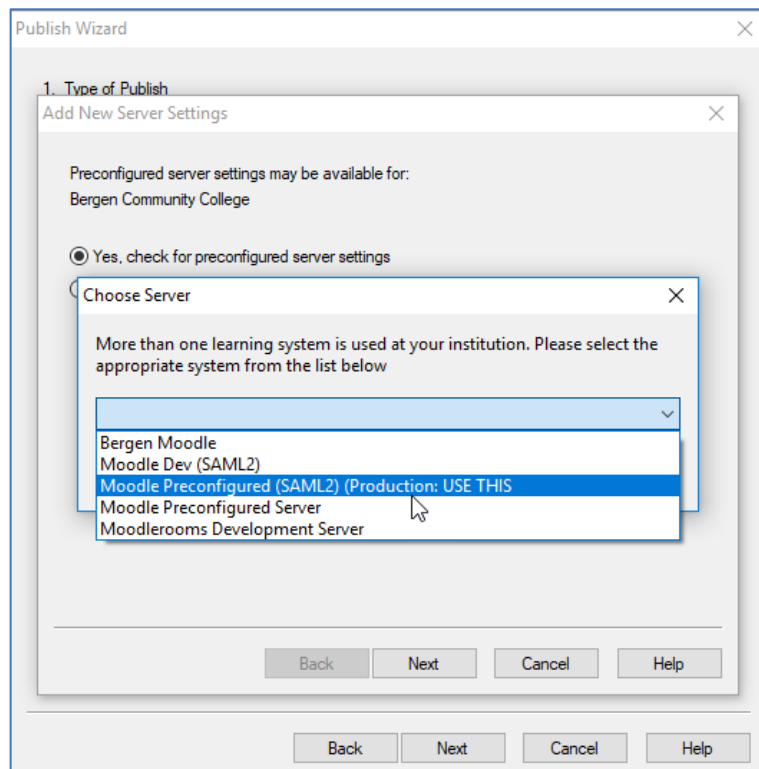 Publish Wizard
1. Type of Publish
Add New Server Settings
Preconfigured server settings may be available for:
Bergen Community College
Yes, check for preconfigured server settings
Choose Server
More than one learning system is used at your institution. Please select the
appropriate system from the list below
Bergen Moodle
Moodle Dev (SAML2)
Moodle Preconfigured (SAML2) (Production: USE THIS
Moodle Preconfigured Server
Moodlerooms Development Server
Back Next Cancel Help
Back Next Cancel Help